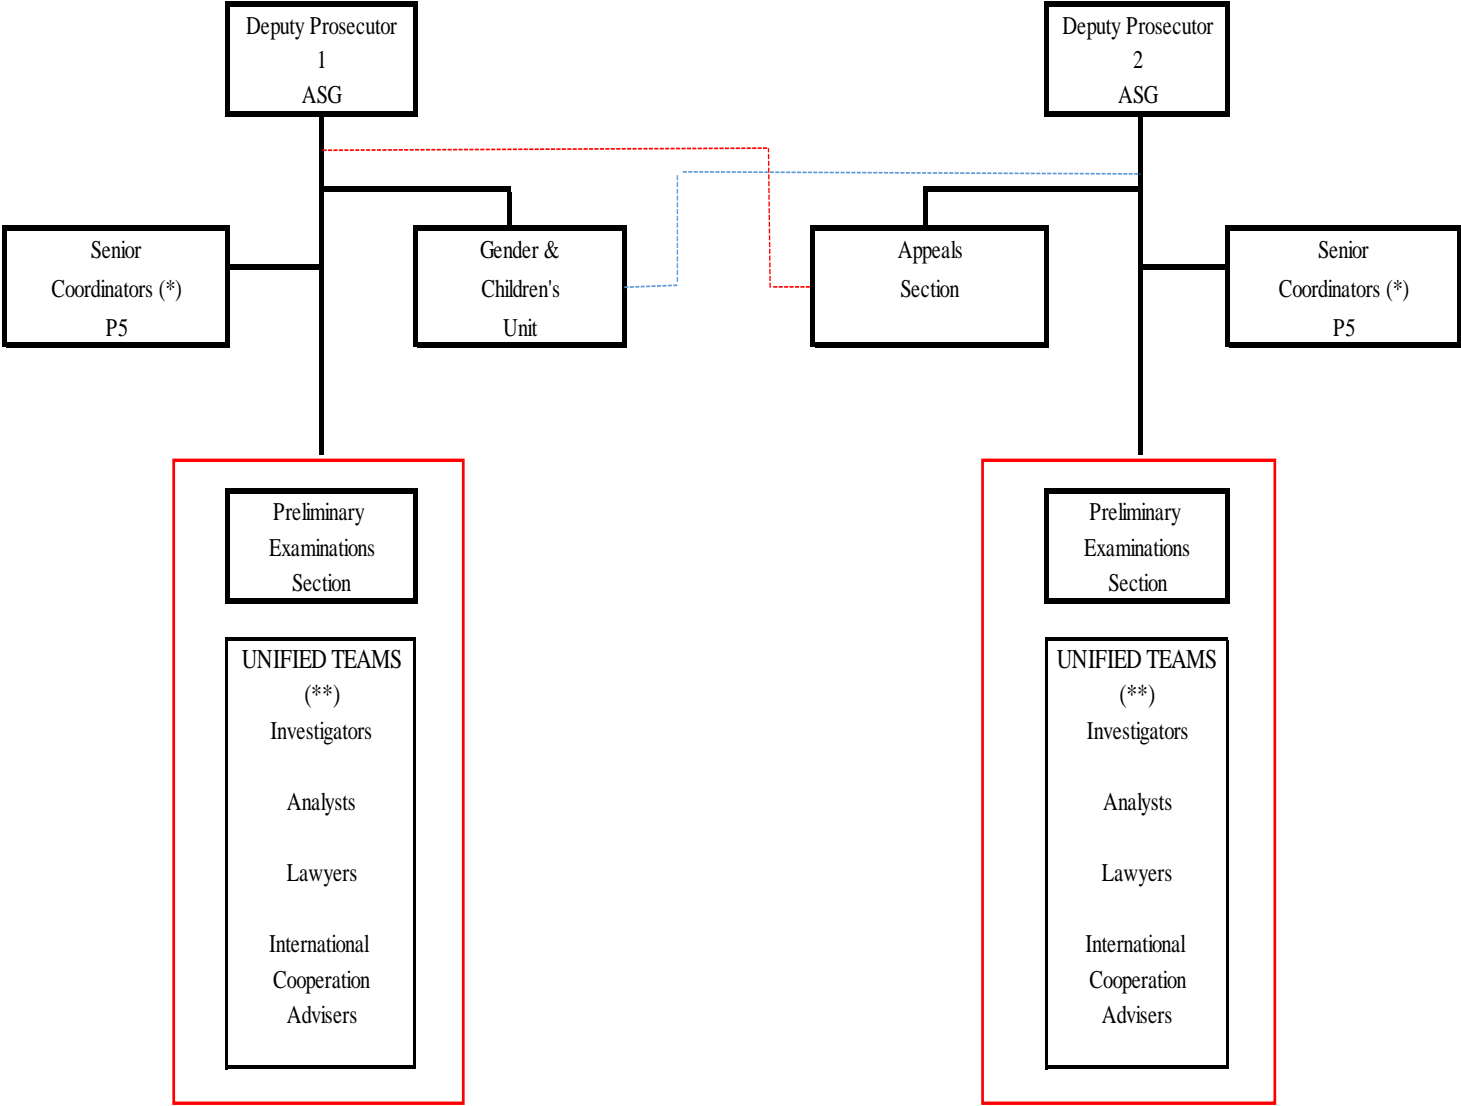 Deputy Prosecutor
1
ASG
Deputy Prosecutor
2
ASG
Senior
Coordinators (*)
P5
Gender &
Children's
Unit
Appeals
Section
Senior
Coordinators (*)
P5
Preliminary
Examinations
Section
Preliminary
Examinations
Section
UNIFIED TEAMS
(**)
Investigators
Analysts
Lawyers
International
Cooperation
Advisers
UNIFIED TEAMS
(**)
Investigators
Analysts
Lawyers
International
Cooperation
Advisers